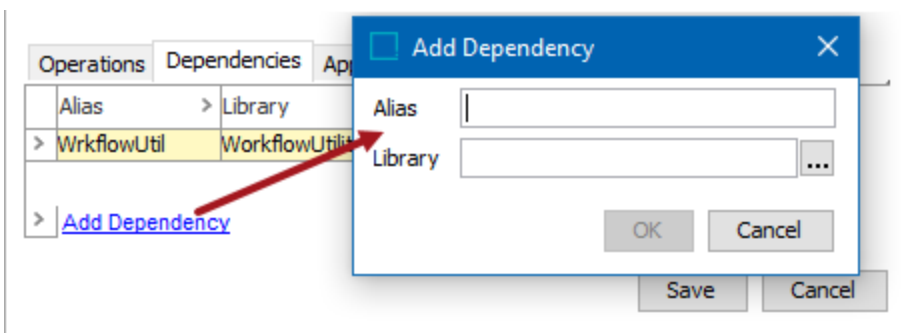 Operations Dependencies
Alias > Library
> WrkflowUtil
> Add Dependency
Add Dependency
Alias
Library ...
OK Cancel
Save Cancel